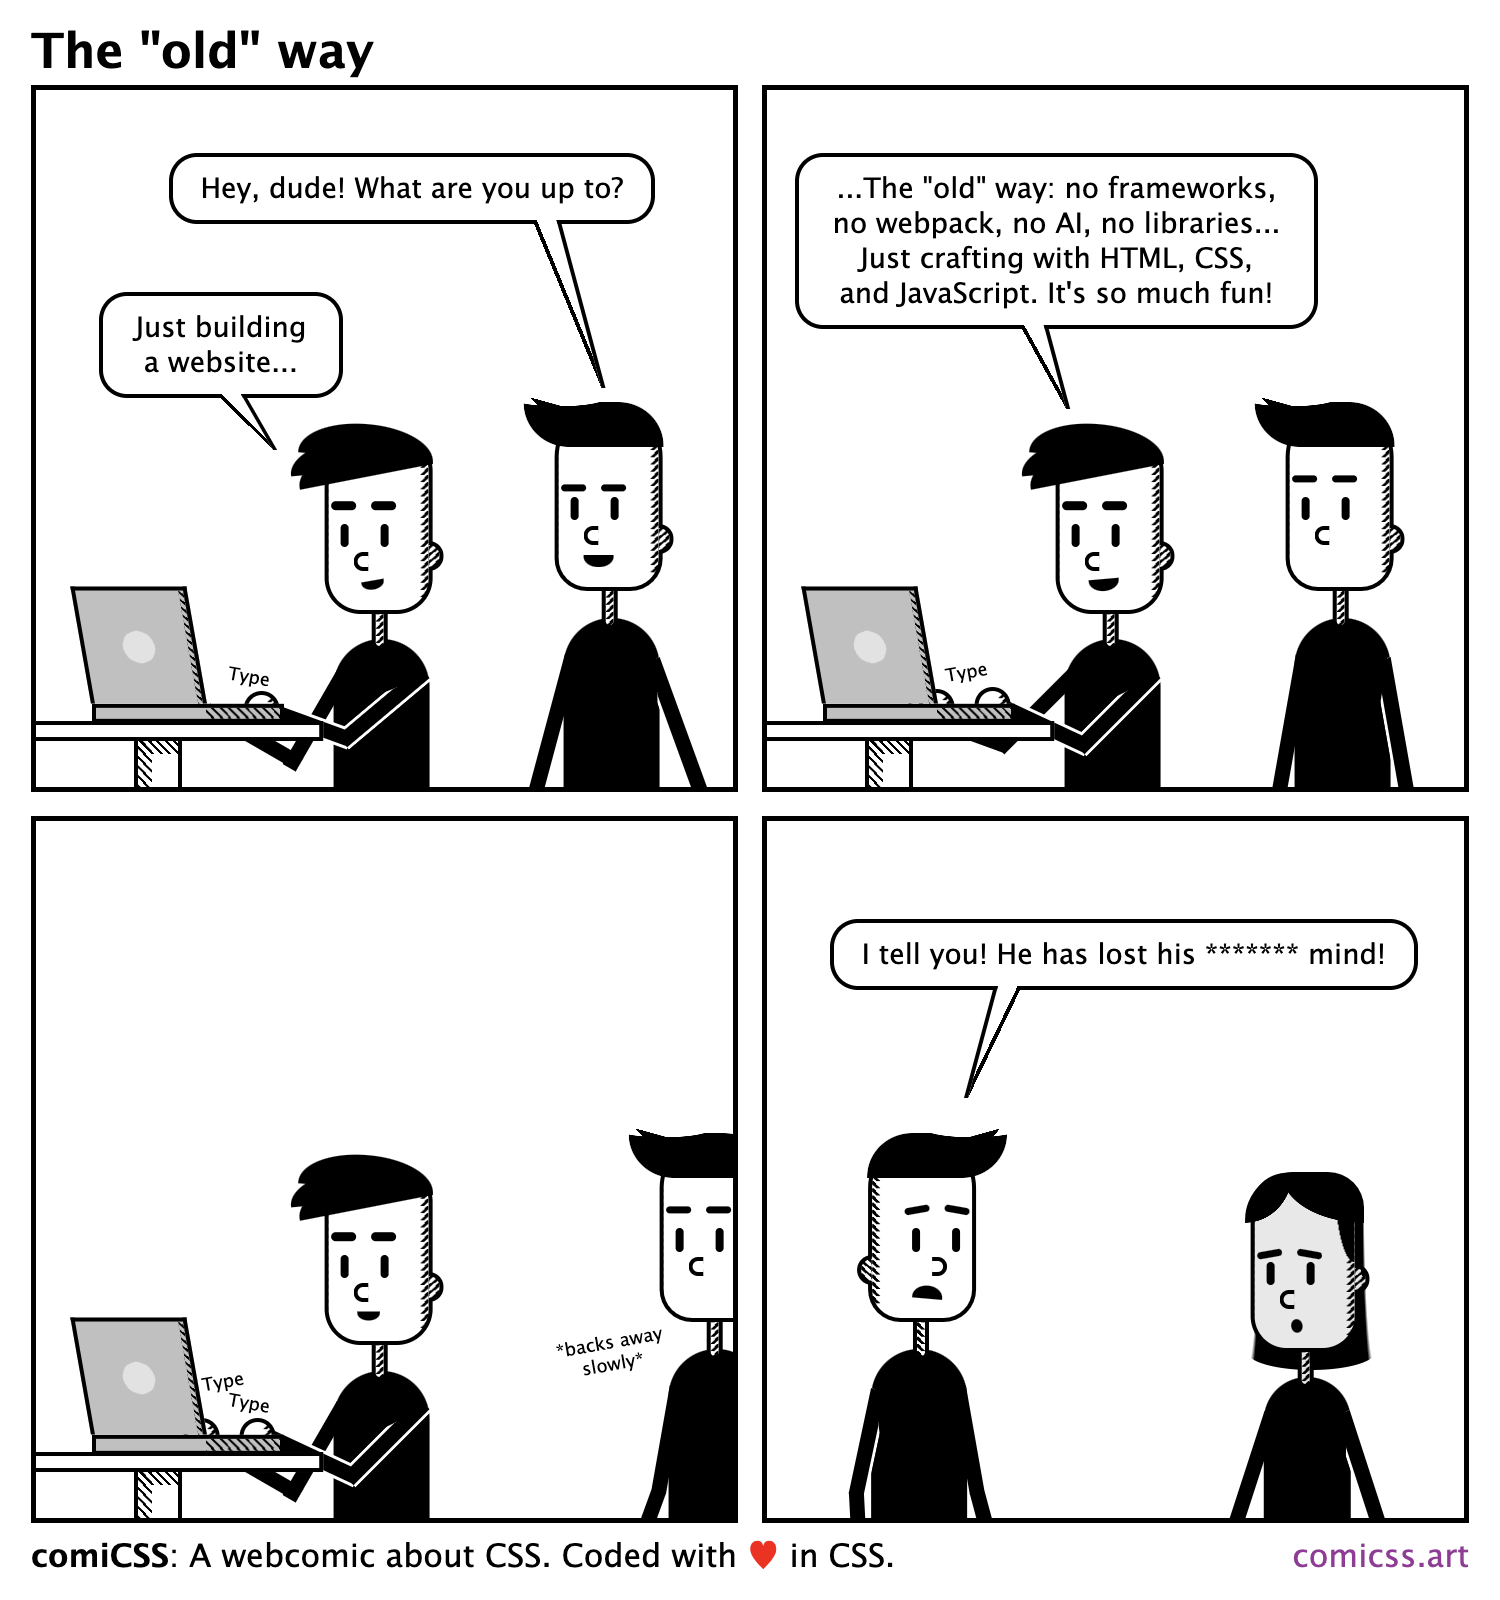 The "old" way
Hey, dude! What are you up to?
Just building
a website...
Type
...The "old" way: no frameworks,
no webpack, no AI, no libraries...
Just crafting with HTML, CSS,
and JavaScript. It's so much fun!
Type
*backs away
slowly*
Type
Type
I tell you! He has lost his ******* mind!
comiCSS: A webcomic about CSS. Coded with ♥ in CSS.
comicss.art